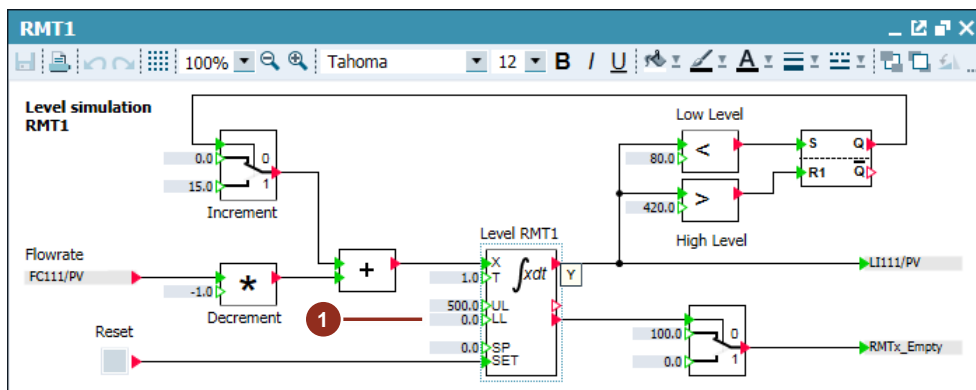 RMT1
100% Tahoma 12 B I U A ...
Level simulation
RMT1
Low Level
0.0 0
15.0 1
Increment
80.0 <
S Q
R1 Q
420.0 >
High Level
Level RMT1
Flowrate
FC111/PV
-1.0 *
Decrement
+
X ∫xdt
1.0 T
Y
LI111/PV
500.0 UL
1
0.0 LL
0.0 SP
SET
Reset
100.0 0
0.0 1
RMTx_Empty